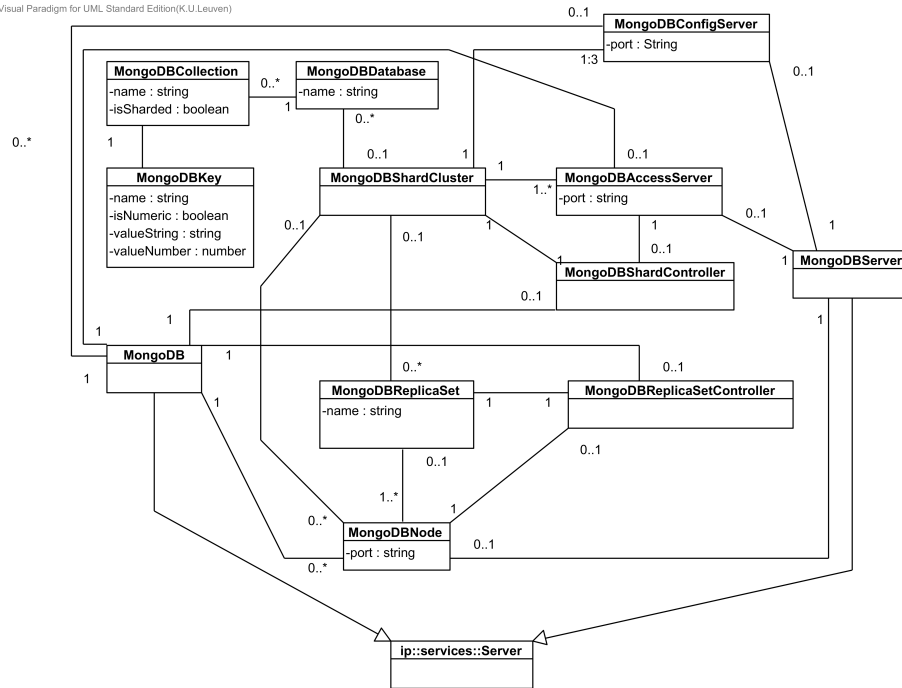 Visual Paradigm for UML Standard Edition(K.U.Leuven)
0..1
MongoDBConfigServer
-port : String
1:3
0..1
MongoDBCollection
-name : string
-isSharded : boolean
0..*
1
MongoDBDatabase
-name : string
0..*
0..*
1
0..1
1
0..1
MongoDBKey
-name : string
-isNumeric : boolean
-valueString : string
-valueNumber : number
MongoDBShardCluster
1
1..*
MongoDBAccessServer
-port : string
0..1
0..1
1
1
0..1
1
0..1
1
1
MongoDBServer
MongoDBShardController
0..1
1
1
1
MongoDB
1
0..1
1
1
0..*
MongoDBReplicaSet
-name : string
1
1
MongoDBReplicaSetController
0..1
0..1
1..*
1
0..*
MongoDBNode
-port : string
0..1
0..*
ip::services::Server